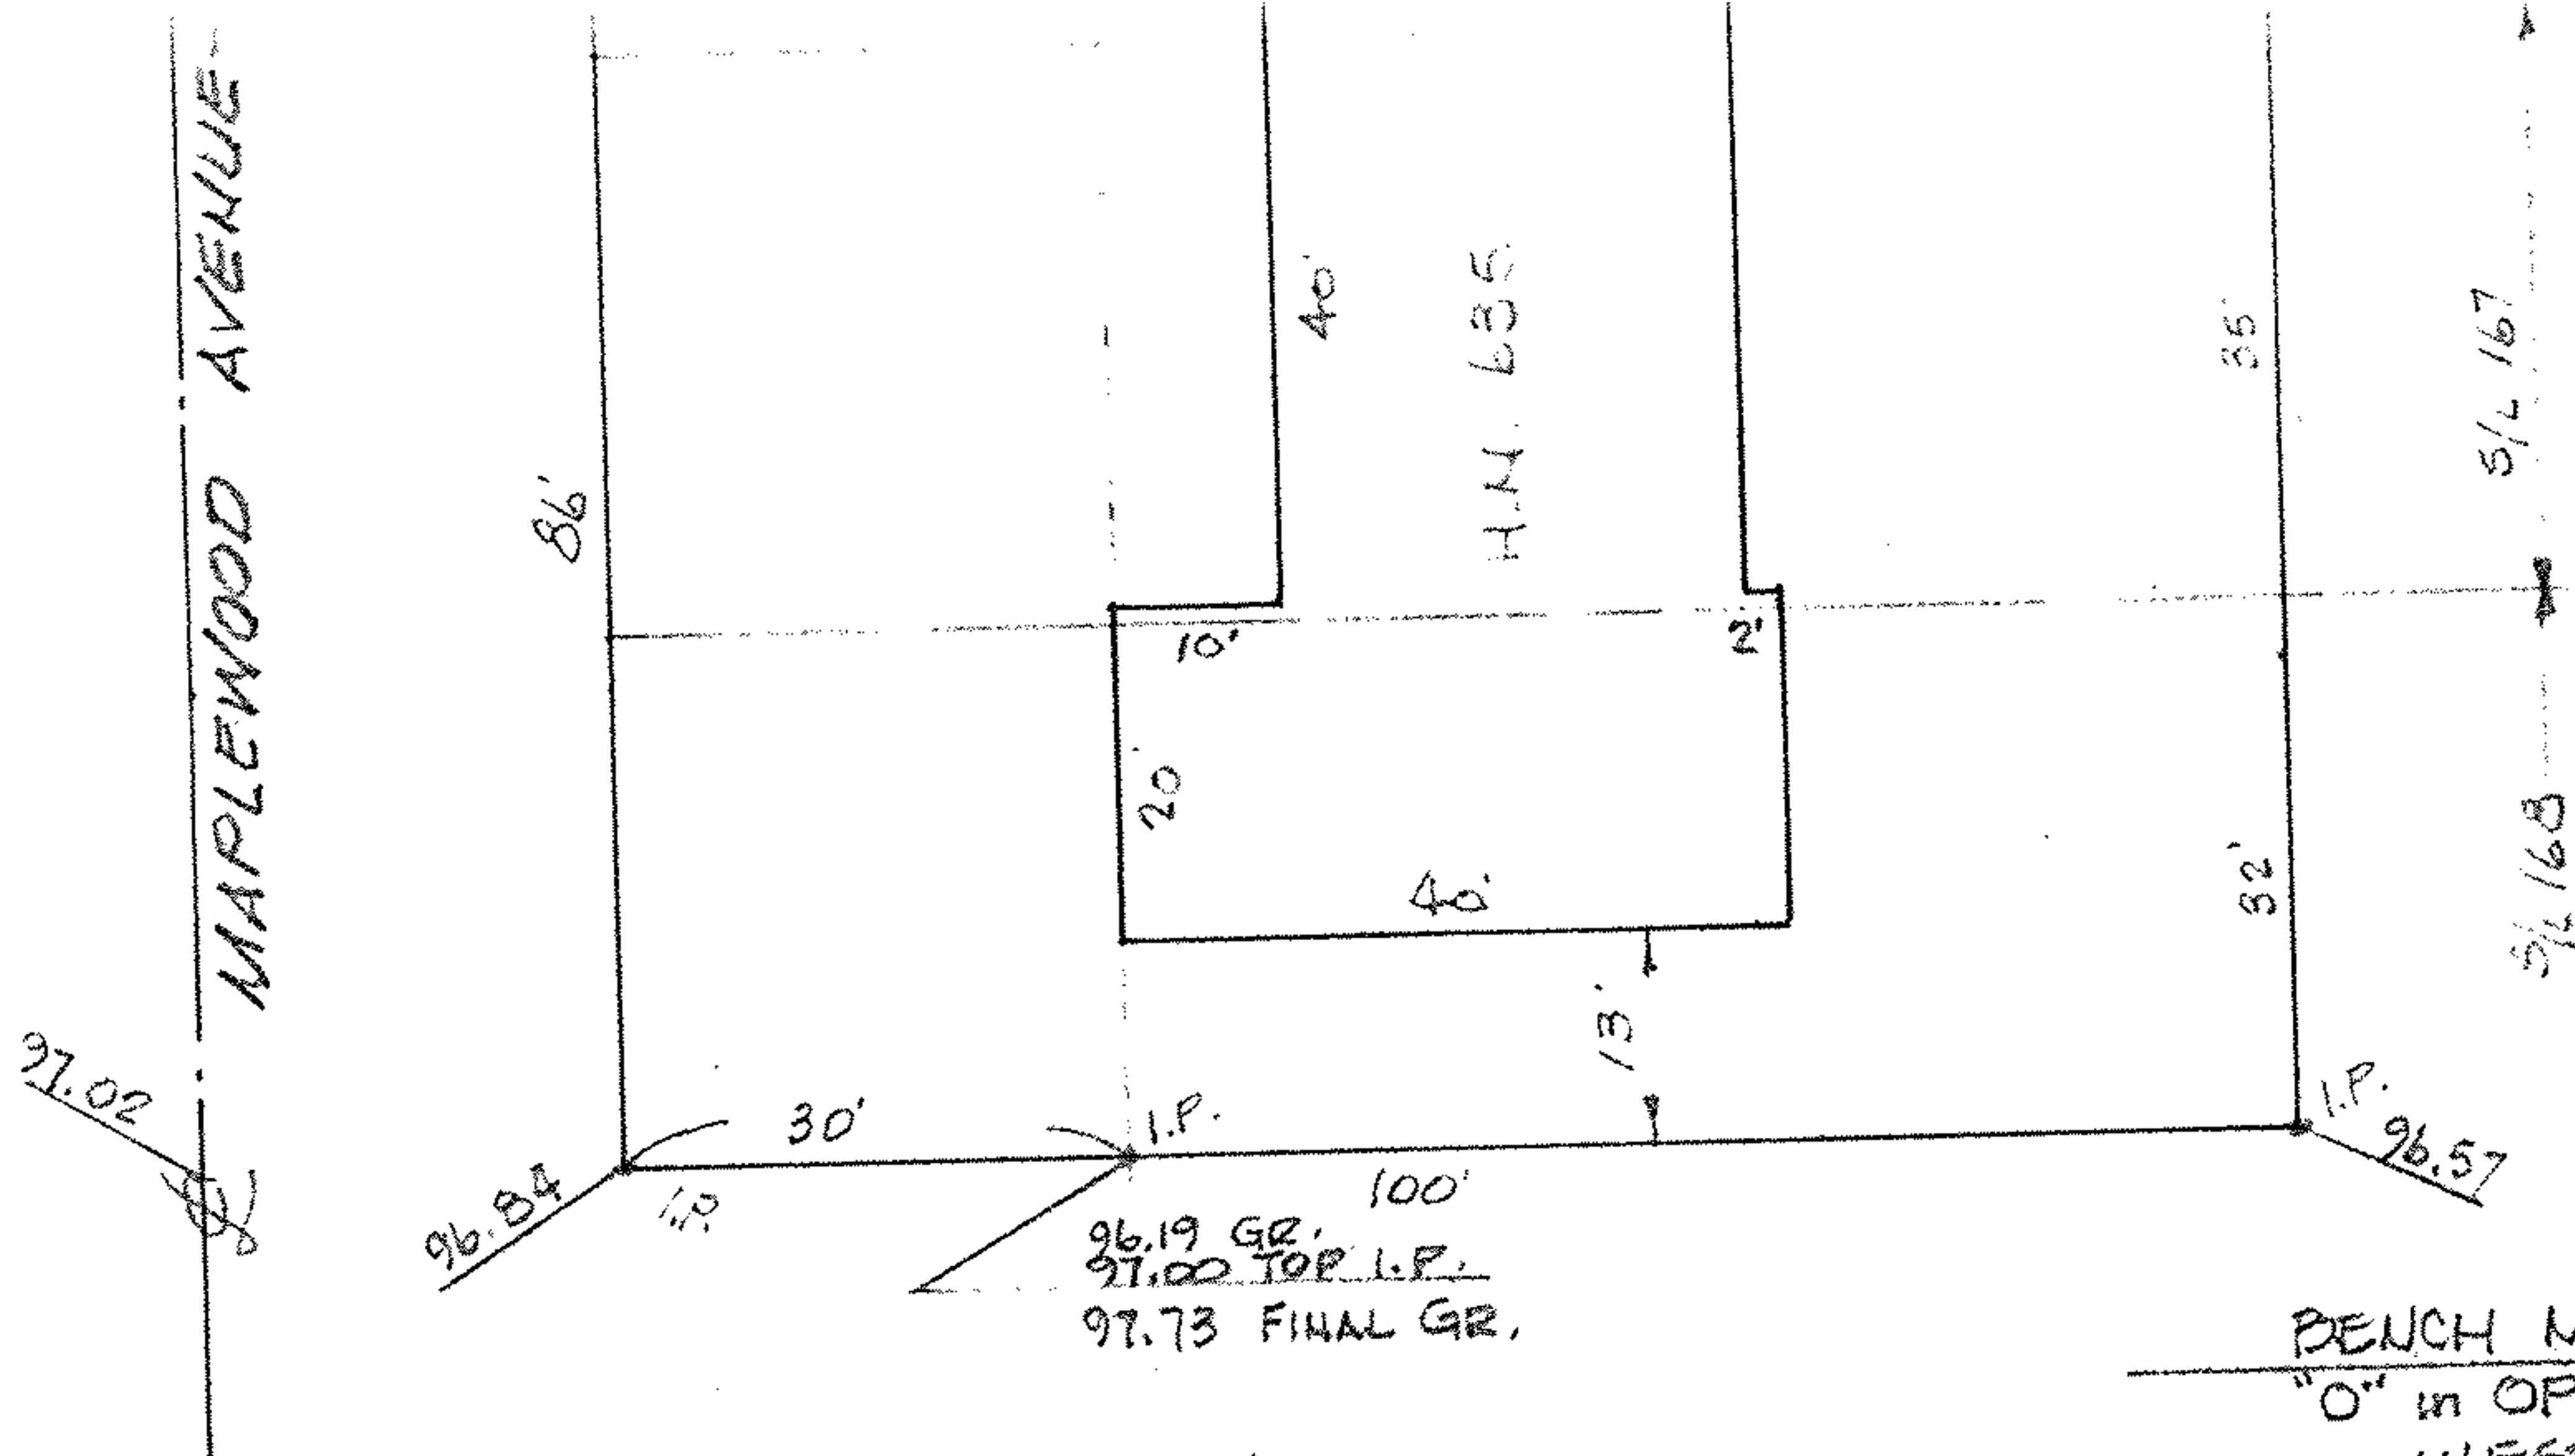 MAPLEWOOD AVENUE
86'
40'
H.N. 635
35
S/L 167
10'
2'
20
40'
32'
S/L 168
13'
97.02
30'
I.P.
I.P.
96.84
I.P.
100'
96.57
96.19 GR.
97.00 TOP I.P.
97.73 FINAL GR.
BENCH
"O" in OP